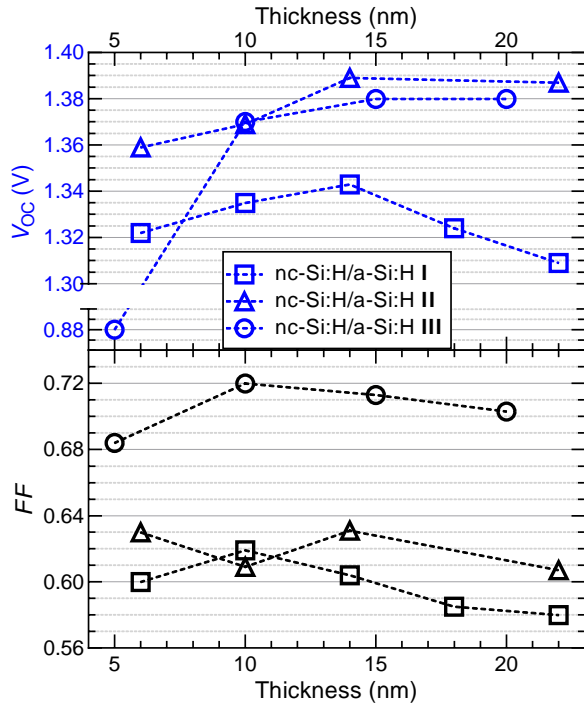 Thickness (nm)
5 10 15 20
1.40
1.38
1.36
1.34
1.32
1.30
0.88
V_OC (V)
nc-Si:H/a-Si:H I
nc-Si:H/a-Si:H II
nc-Si:H/a-Si:H III
0.72
0.68
0.64
0.60
0.56
FF
5 10 15 20
Thickness (nm)